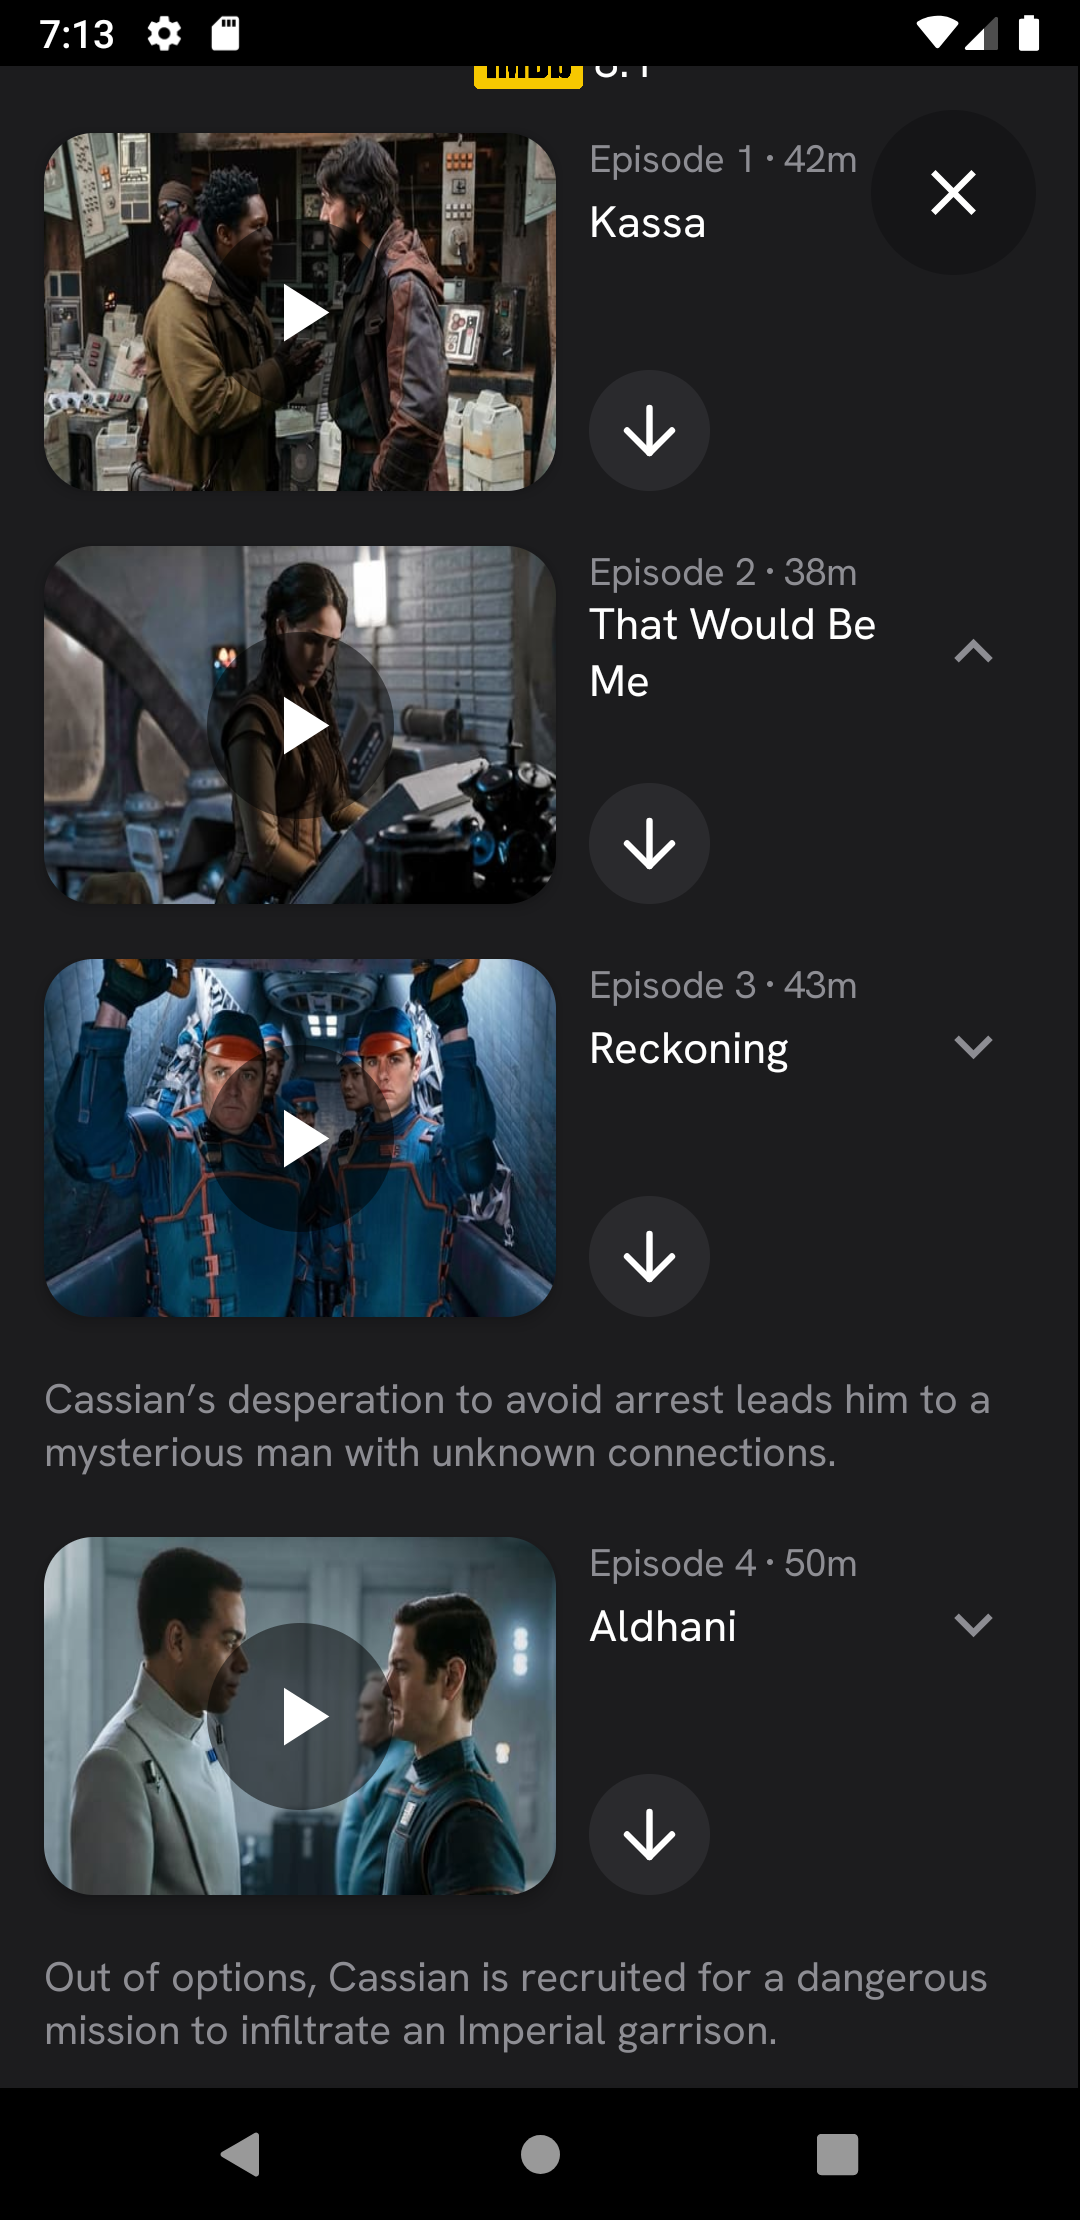 7:13
Episode 1 · 42m
Kassa
Episode 2 · 38m
That Would Be
Me
Episode 3 · 43m
Reckoning
Cassian’s desperation to avoid arrest leads him to a
mysterious man with unknown connections.
Episode 4 · 50m
Aldhani
Out of options, Cassian is recruited for a dangerous
mission to infiltrate an Imperial garrison.